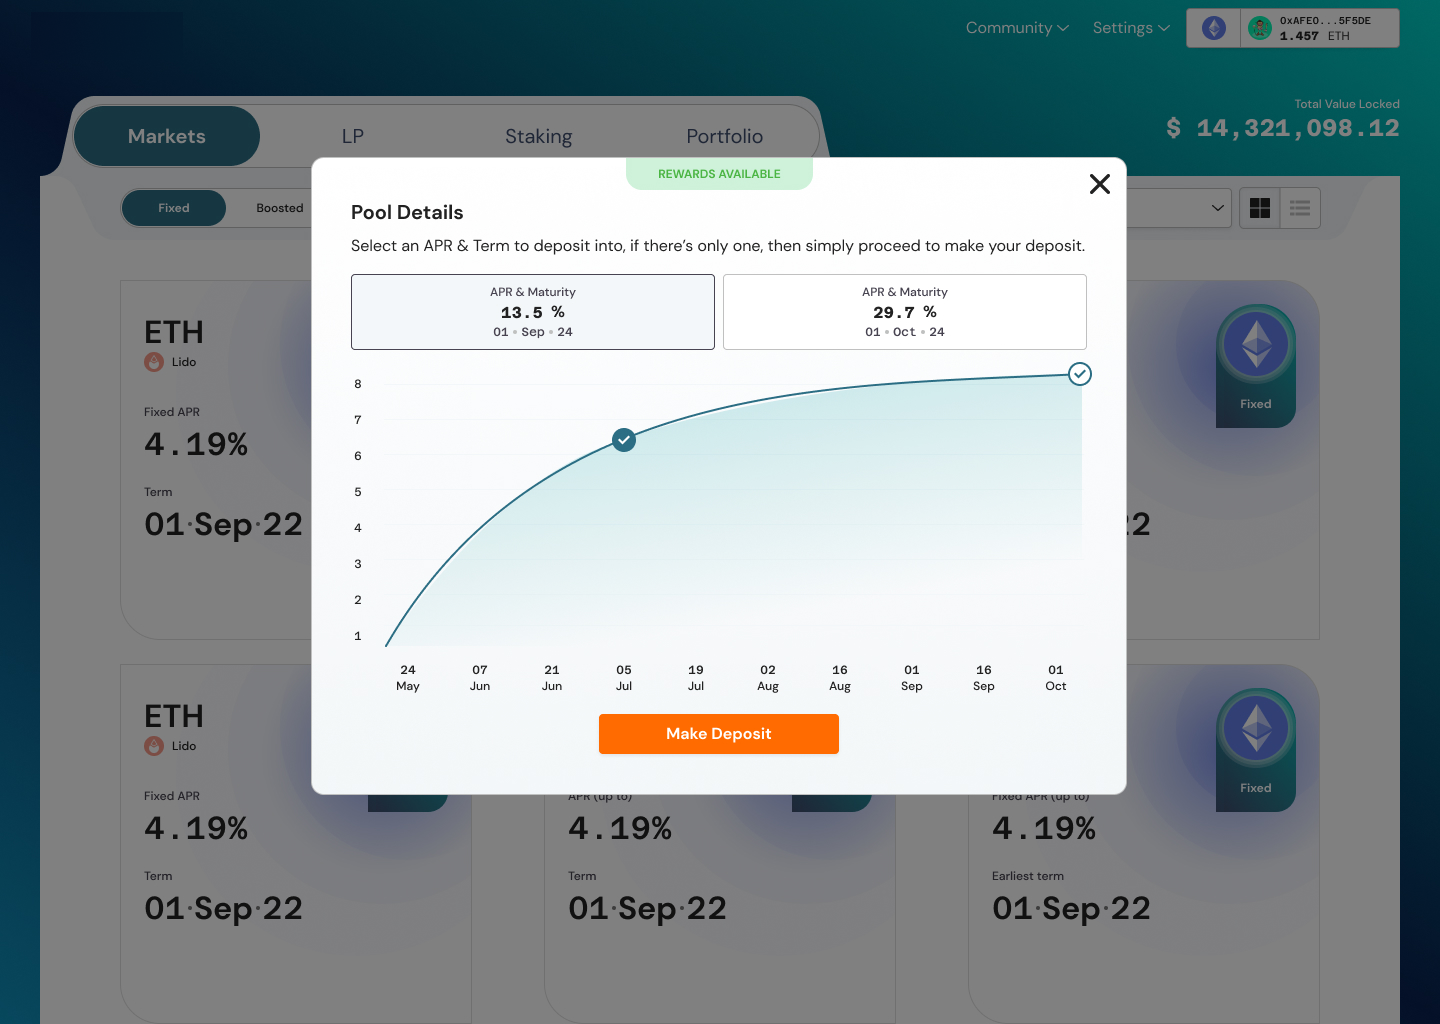 Community
Settings
0xAFE0...5F5DE
1.457 ETH
Total Value Locked
$ 14,321,098.12
Markets
LP
Staking
Portfolio
Fixed
Boosted
REWARDS AVAILABLE
Pool Details
Select an APR & Term to deposit into, if there’s only one, then simply proceed to make your deposit.
APR & Maturity
13.5 %
01 • Sep • 24
APR & Maturity
29.7 %
01 • Oct • 24
8
7
6
5
4
3
2
1
24 May
07 Jun
21 Jun
05 Jul
19 Jul
02 Aug
16 Aug
01 Sep
16 Sep
01 Oct
Make Deposit
ETH
Lido
Fixed APR
4.19%
Term
01·Sep·22
Fixed
22
ETH
Lido
Fixed APR
4.19%
Term
01·Sep·22
APR (up to)
4.19%
Term
01·Sep·22
Fixed
Fixed APR (up to)
4.19%
Earliest term
01·Sep·22